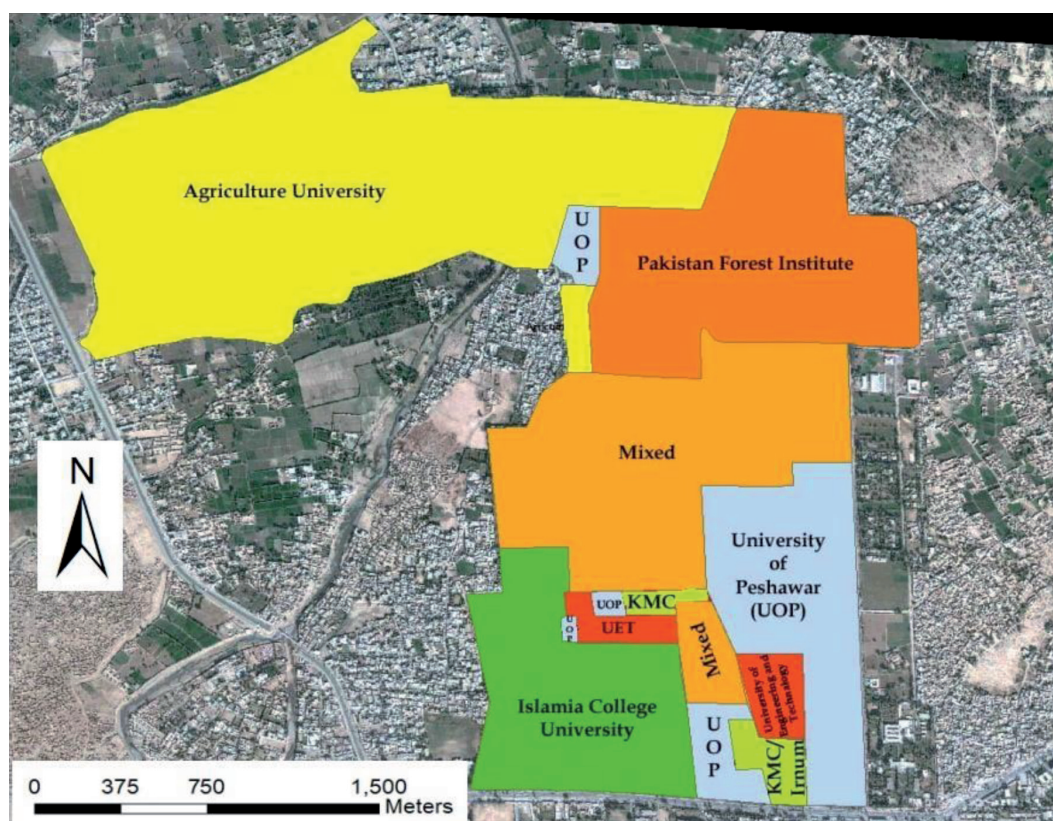 Agriculture University
U
O
P
Pakistan Forest Institute
Mixed
N
University
of
Peshawar
(UOP)
UOP
KMC
U
O
P
UET
Mixed
University of
Engineering and
Technology
Islamia College
University
U
O
P
KMC/
Irnum
0 375 750 1,500
Meters